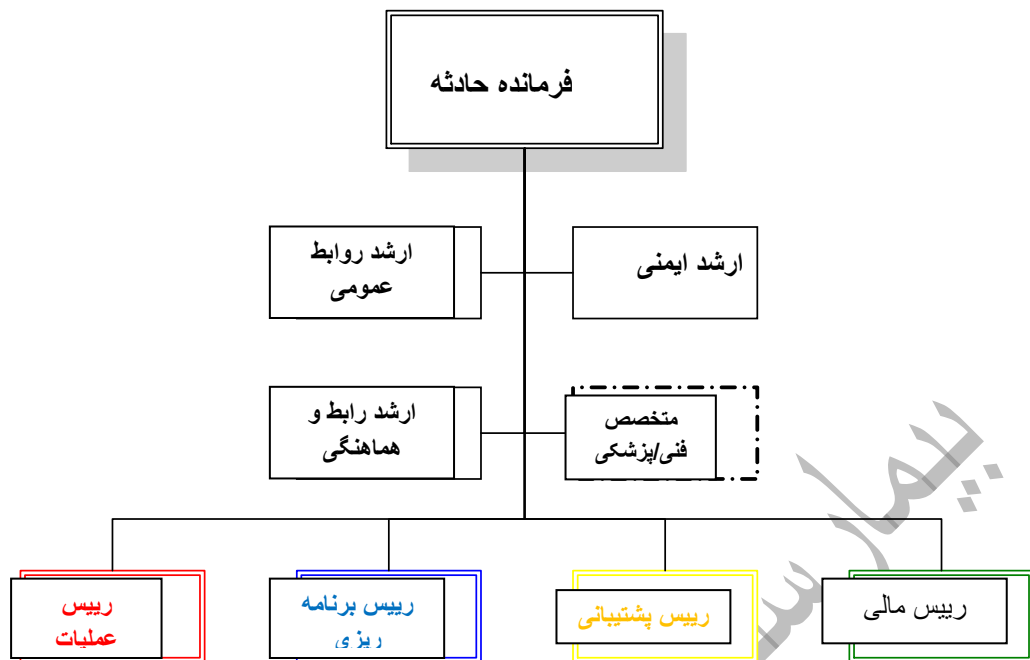 فرمانده حادثه
ارشد ایمنی
ارشد روابط
عمومی
متخصص
فنی/پزشکی
ارشد رابط و
هماهنگی
رییس مالی
رییس پشتیبانی
رییس برنامه
ریزی
رییس
عملیات